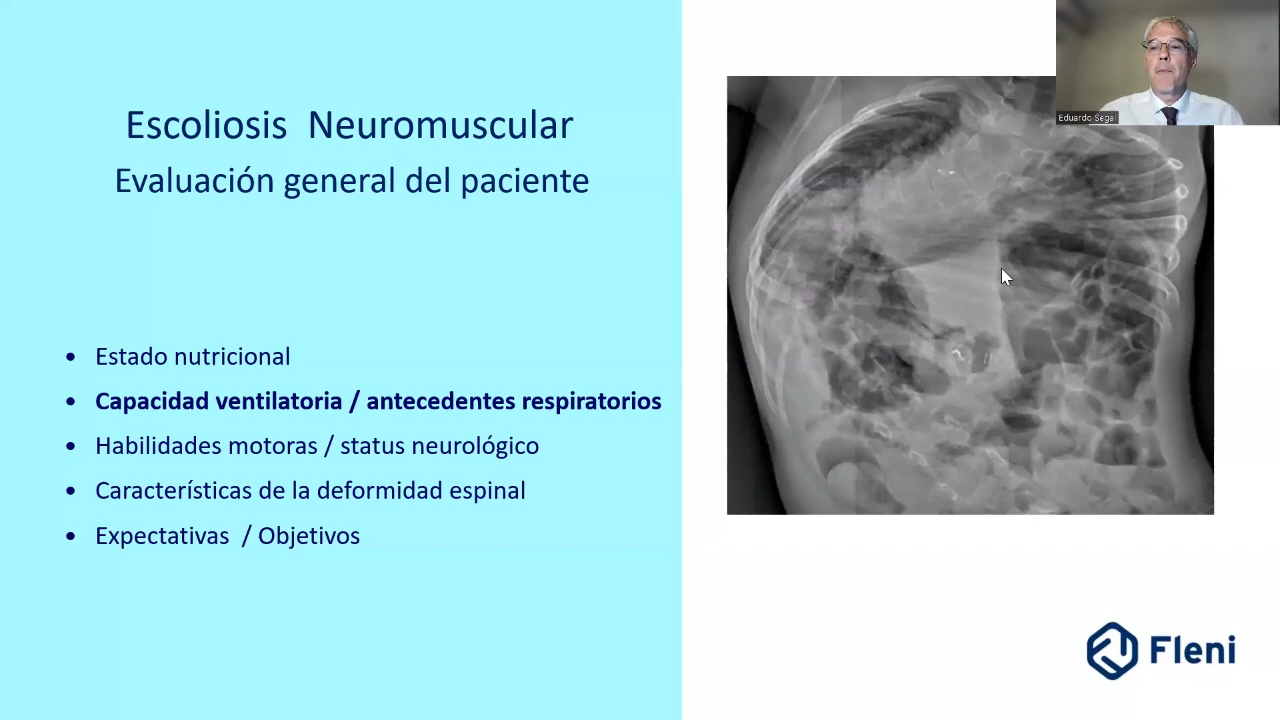 Escoliosis Neuromuscular
Evaluación general del paciente
• Estado nutricional
• Capacidad ventilatoria / antecedentes respiratorios
• Habilidades motoras / status neurológico
• Características de la deformidad espinal
• Expectativas / Objetivos
Eduardo Segal
Fleni